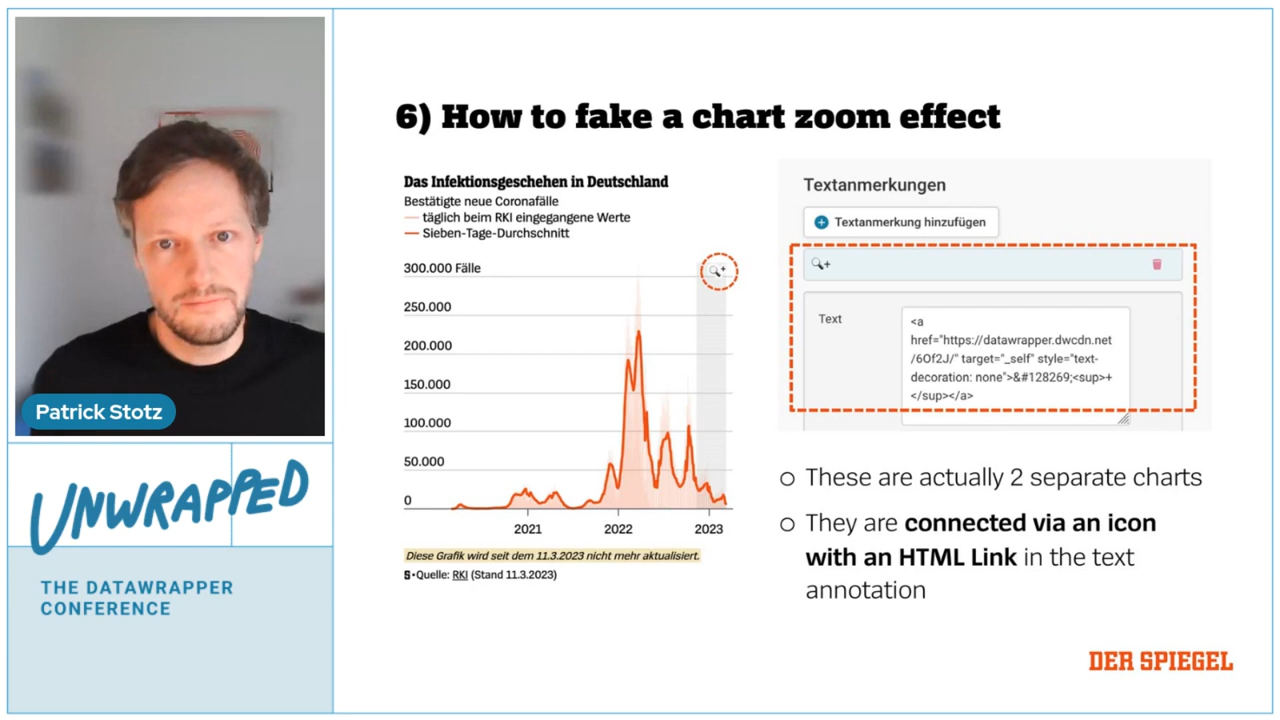 6) How to fake a chart zoom effect
Das Infektionsgeschehen in Deutschland
Bestätigte neue Coronafälle
täglich beim RKI eingegangene Werte
Sieben-Tage-Durchschnitt
300.000 Fälle
250.000
200.000
150.000
100.000
50.000
0
2021 2022 2023
Diese Grafik wird seit dem 11.3.2023 nicht mehr aktualisiert.
S•Quelle: RKI (Stand 11.3.2023)
Textanmerkungen
Textanmerkung hinzufügen
🔍+
Text
<a
href="https://datawrapper.dwcdn.net
/6Of2J/" target="_self" style="text-
decoration: none">&#128269;<sup>+
</sup></a>
○ These are actually 2 separate charts
○ They are connected via an icon
with an HTML Link in the text
annotation
DER SPIEGEL
Patrick Stotz
UNWRAPPED
THE DATAWRAPPER
CONFERENCE